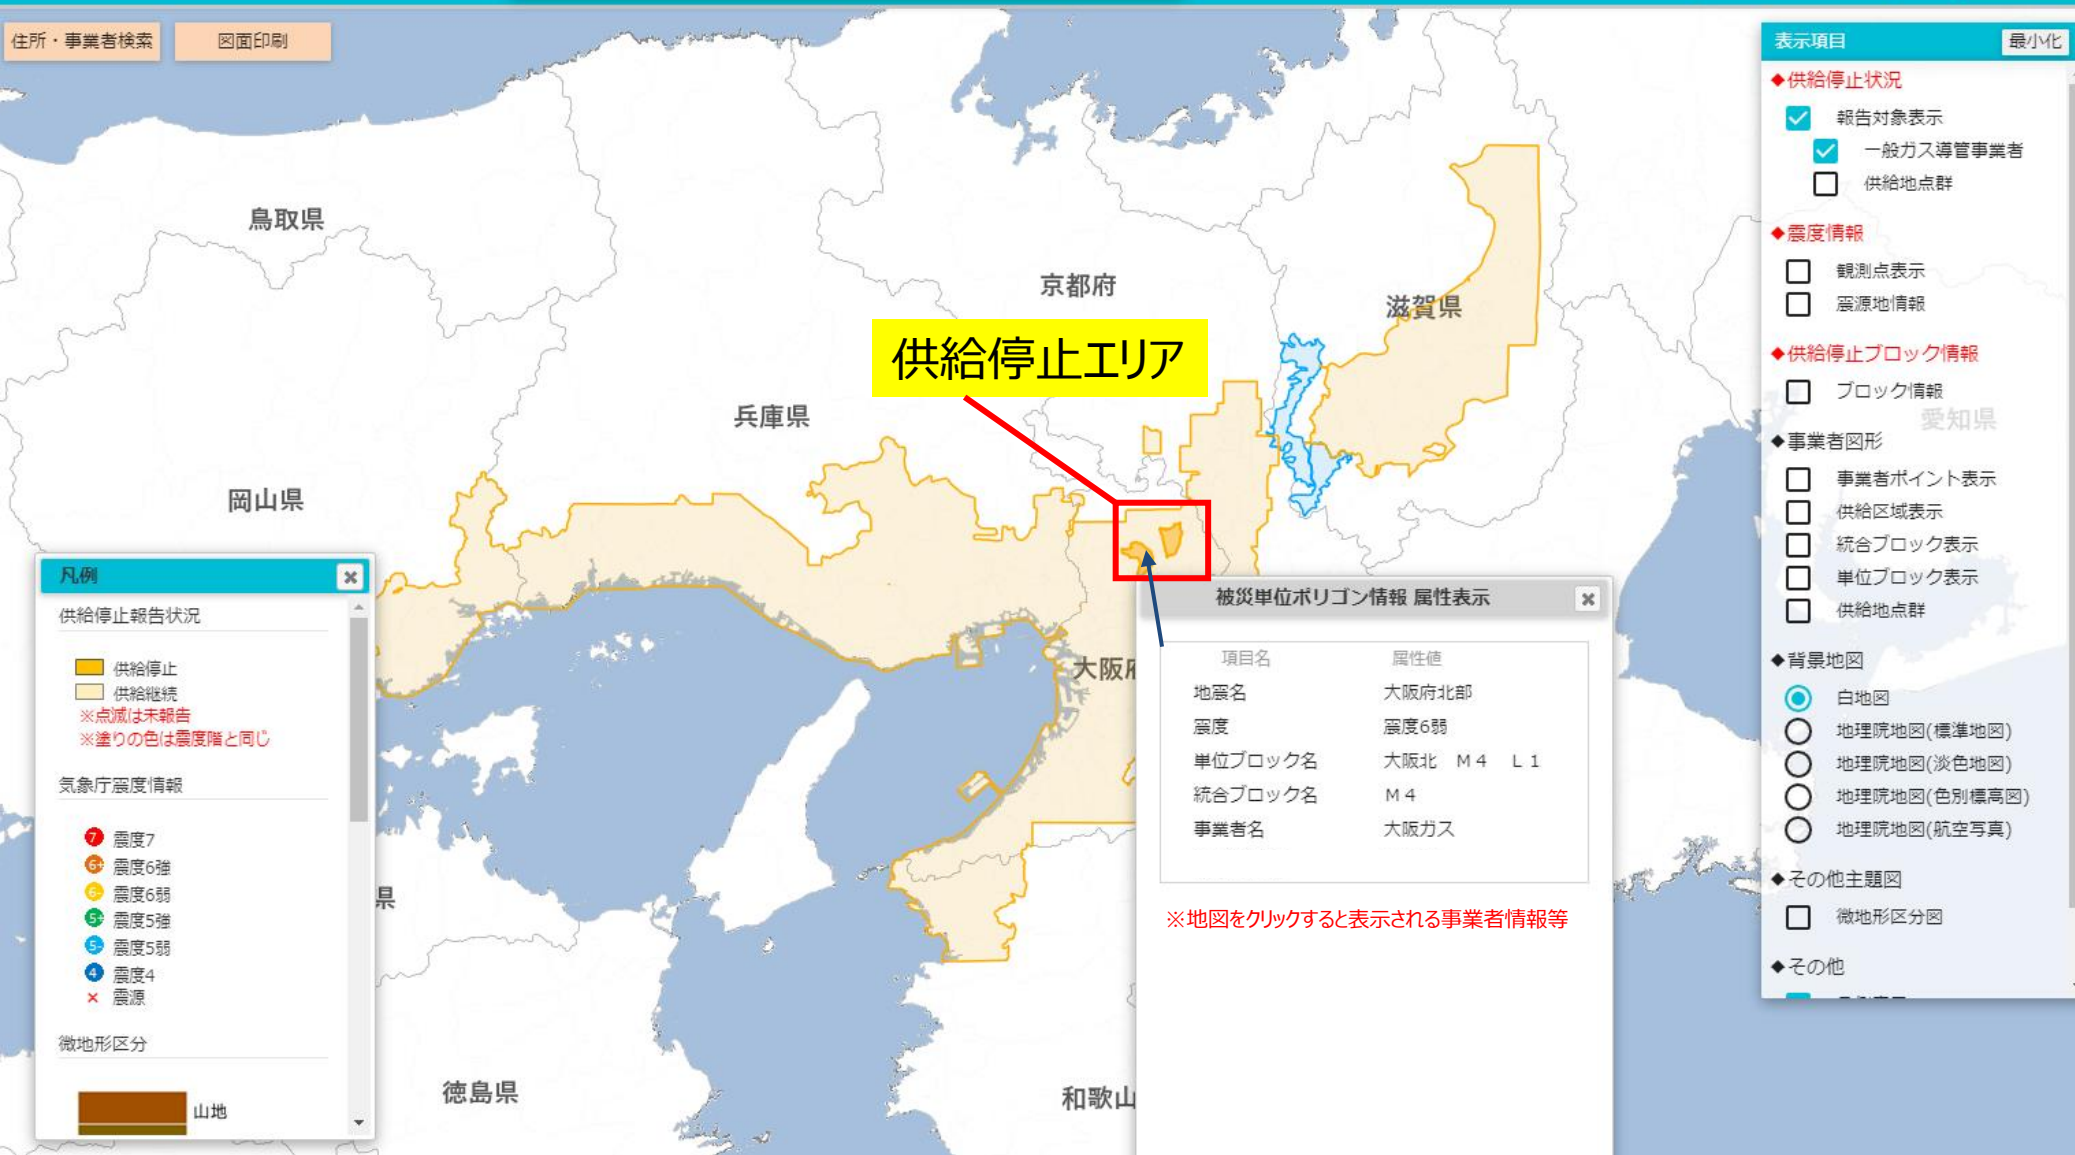 住所・事業者検索
図面印刷
鳥取県
京都府
滋賀県
供給停止エリア
兵庫県
岡山県
愛知県
大阪府
県
徳島県
和歌山
凡例
供給停止報告状況
供給停止
供給継続
※点滅は未報告
※塗りの色は震度階と同じ
気象庁震度情報
7 震度7
6+ 震度6強
6- 震度6弱
5+ 震度5強
5- 震度5弱
4 震度4
× 震源
微地形区分
山地
被災単位ポリゴン情報 属性表示
項目名 属性値
地震名 大阪府北部
震度 震度6弱
単位ブロック名 大阪北 M4 L1
統合ブロック名 M4
事業者名 大阪ガス
※地図をクリックすると表示される事業者情報等
表示項目 最小化
◆供給停止状況
報告対象表示
一般ガス導管事業者
供給地点群
◆震度情報
観測点表示
震源地情報
◆供給停止ブロック情報
ブロック情報
◆事業者図形
事業者ポイント表示
供給区域表示
統合ブロック表示
単位ブロック表示
供給地点群
◆背景地図
白地図
地理院地図(標準地図)
地理院地図(淡色地図)
地理院地図(色別標高図)
地理院地図(航空写真)
◆その他主題図
微地形区分図
◆その他